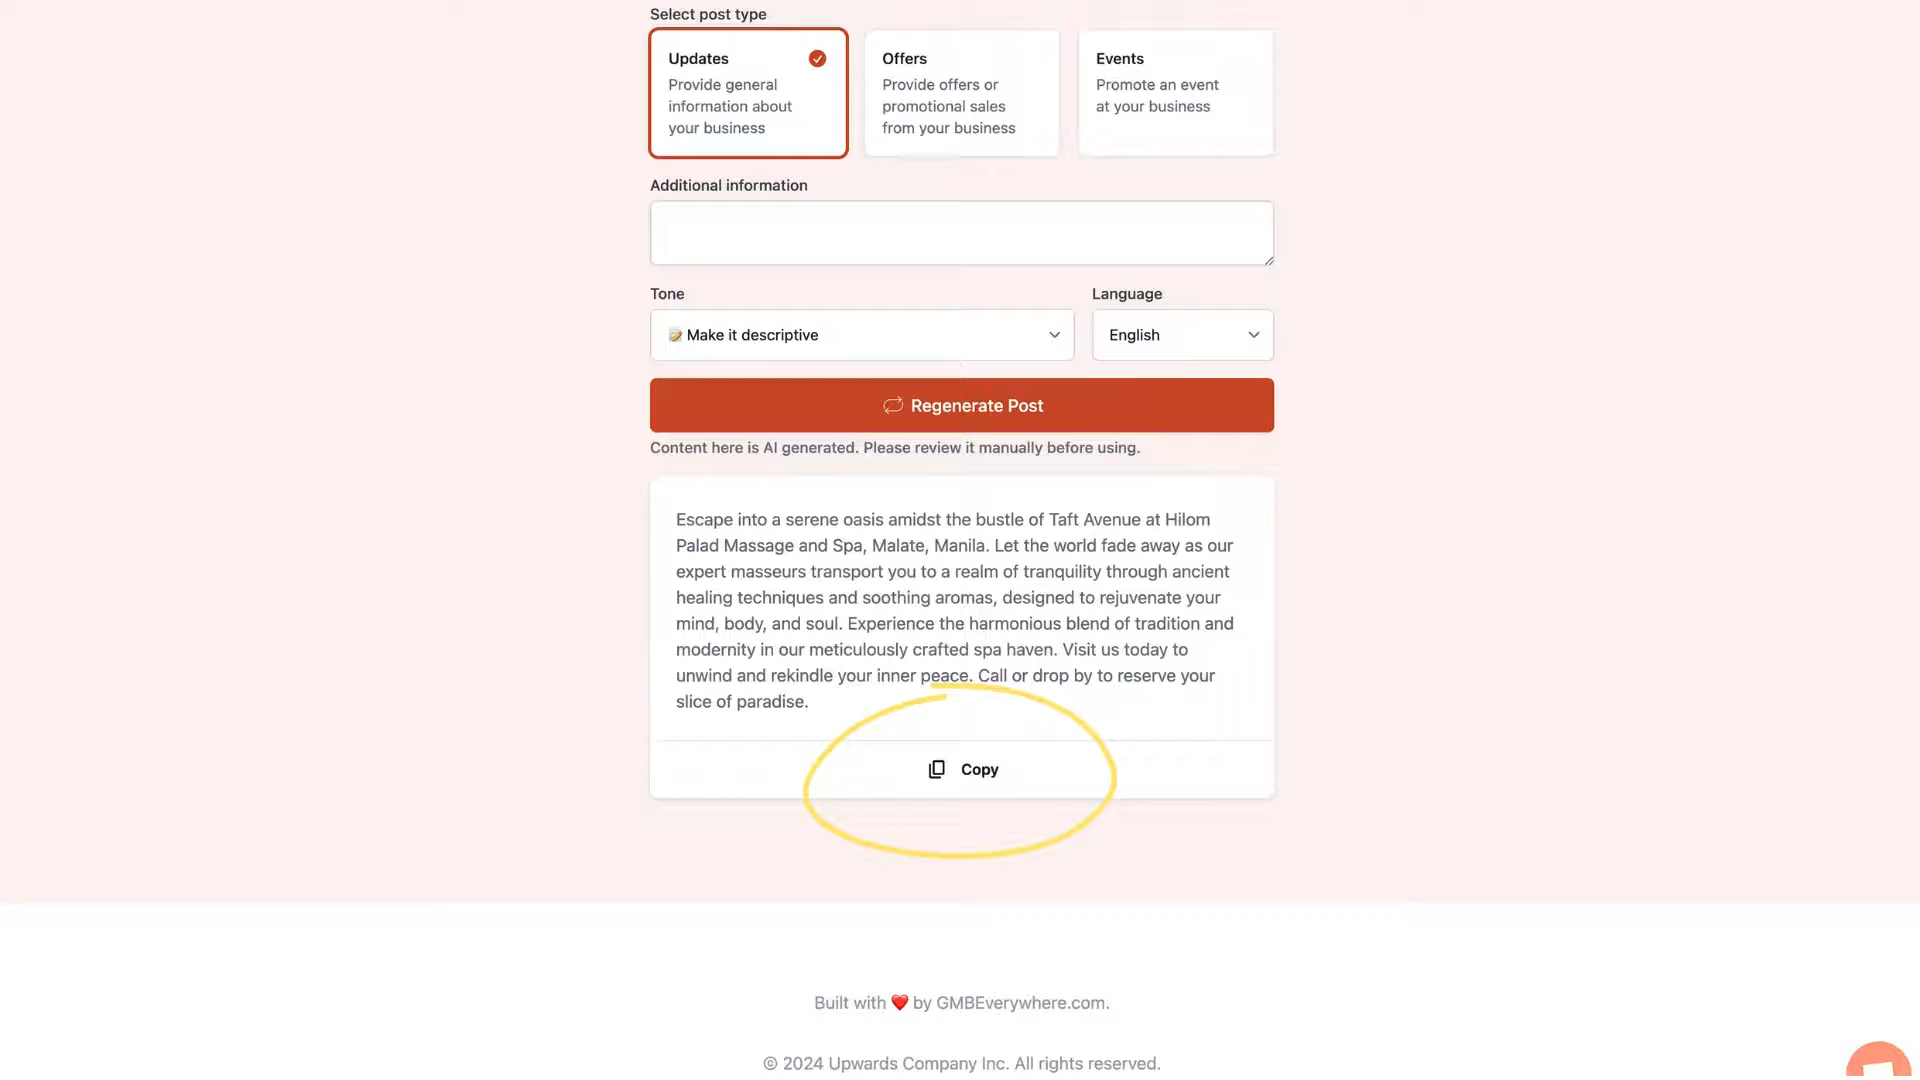 Select post type
Updates
Provide general
information about
your business
Offers
Provide offers or
promotional sales
from your business
Events
Promote an event
at your business
Additional information
Tone
Language
📝 Make it descriptive
English
Regenerate Post
Content here is AI generated. Please review it manually before using.
Escape into a serene oasis amidst the bustle of Taft Avenue at Hilom
Palad Massage and Spa, Malate, Manila. Let the world fade away as our
expert masseurs transport you to a realm of tranquility through ancient
healing techniques and soothing aromas, designed to rejuvenate your
mind, body, and soul. Experience the harmonious blend of tradition and
modernity in our meticulously crafted spa haven. Visit us today to
unwind and rekindle your inner peace. Call or drop by to reserve your
slice of paradise.
Copy
Built with ❤️ by GMBEverywhere.com.
© 2024 Upwards Company Inc. All rights reserved.